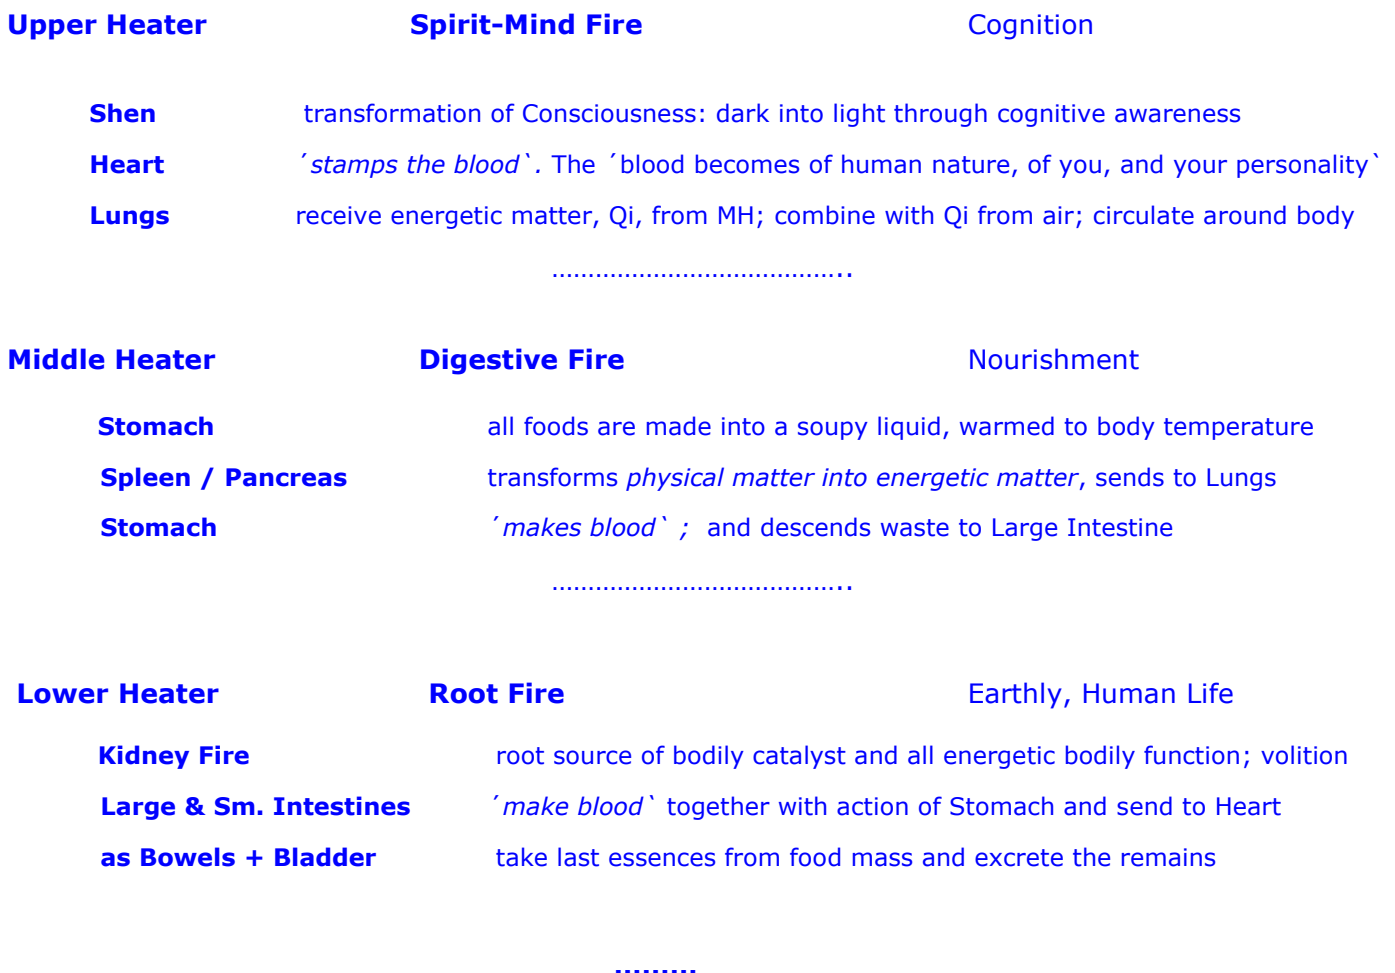 Upper Heater Spirit-Mind Fire Cognition
Shen transformation of Consciousness: dark into light through cognitive awareness
Heart ´stamps the blood`. The ´blood becomes of human nature, of you, and your personality`
Lungs receive energetic matter, Qi, from MH; combine with Qi from air; circulate around body
…………………………………..
Middle Heater Digestive Fire Nourishment
Stomach all foods are made into a soupy liquid, warmed to body temperature
Spleen / Pancreas transforms physical matter into energetic matter, sends to Lungs
Stomach ´makes blood` ; and descends waste to Large Intestine
…………………………………..
Lower Heater Root Fire Earthly, Human Life
Kidney Fire root source of bodily catalyst and all energetic bodily function; volition
Large & Sm. Intestines ´make blood` together with action of Stomach and send to Heart
as Bowels + Bladder take last essences from food mass and excrete the remains
………